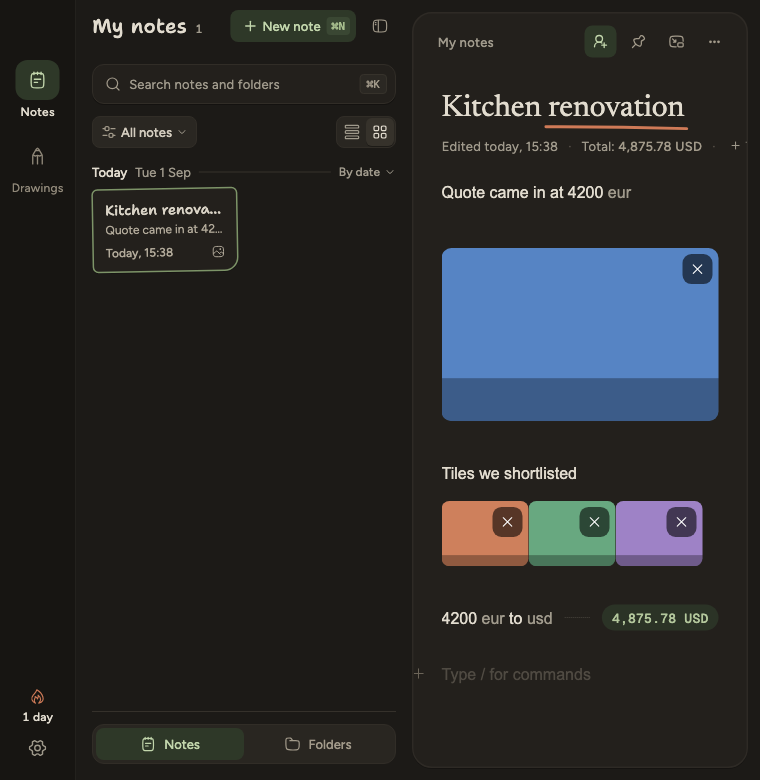 My notes 1
+ New note ⌘N
Notes
Drawings
Search notes and folders ⌘K
All notes
Today Tue 1 Sep
By date
Kitchen renova...
Quote came in at 42...
Today, 15:38
1 day
Notes
Folders
My notes
Kitchen renovation
Edited today, 15:38 · Total: 4,875.78 USD · +
Quote came in at 4200 eur
Tiles we shortlisted
4200 eur to usd 4,875.78 USD
+ Type / for commands